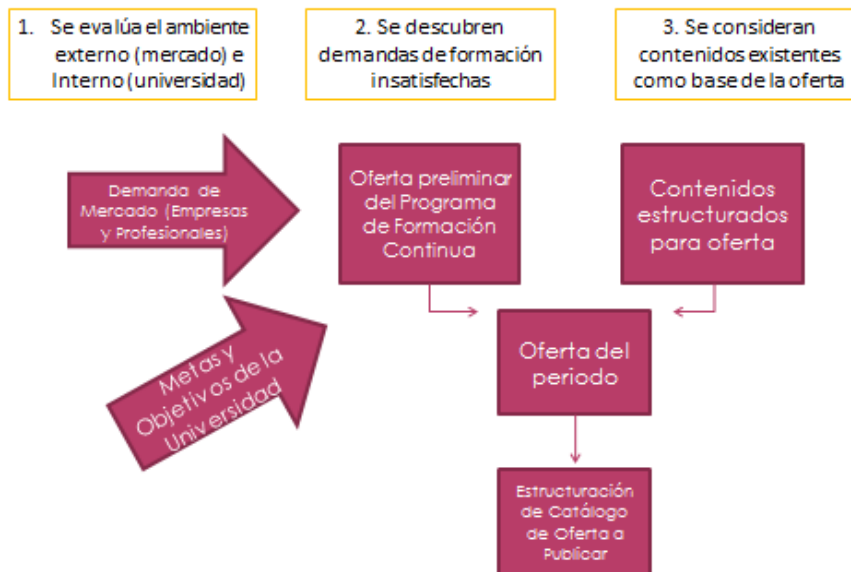 1. Se evalúa el ambiente
externo (mercado) e
Interno (universidad)
2. Se descubren
demandas de formación
insatisfechas
3. Se consideran
contenidos existentes
como base de la oferta
Demanda de
Mercado (Empresas
y Profesionales)
Oferta preliminar
del Programa
de Formación
Continua
Contenidos
estructurados
para oferta
Metas y
Objetivos de la
Universidad
Oferta del
periodo
Estructuración
de Catálogo
de Oferta a
Publicar